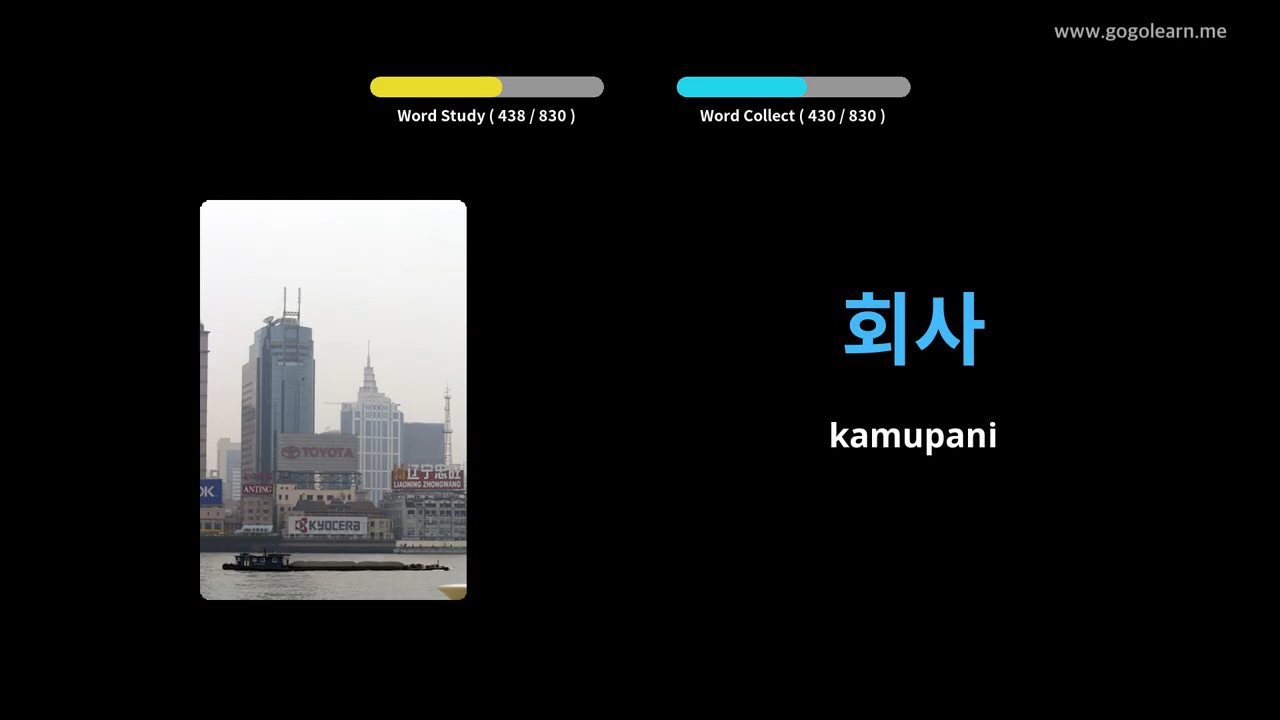 www.gogolearn.me
Word Study ( 438 / 830 )
Word Collect ( 430 / 830 )
회사
kamupani
TOYOTA
辽宁忠旺
LIAONING ZHONGWANG
ANTING
OK
KYOCERA